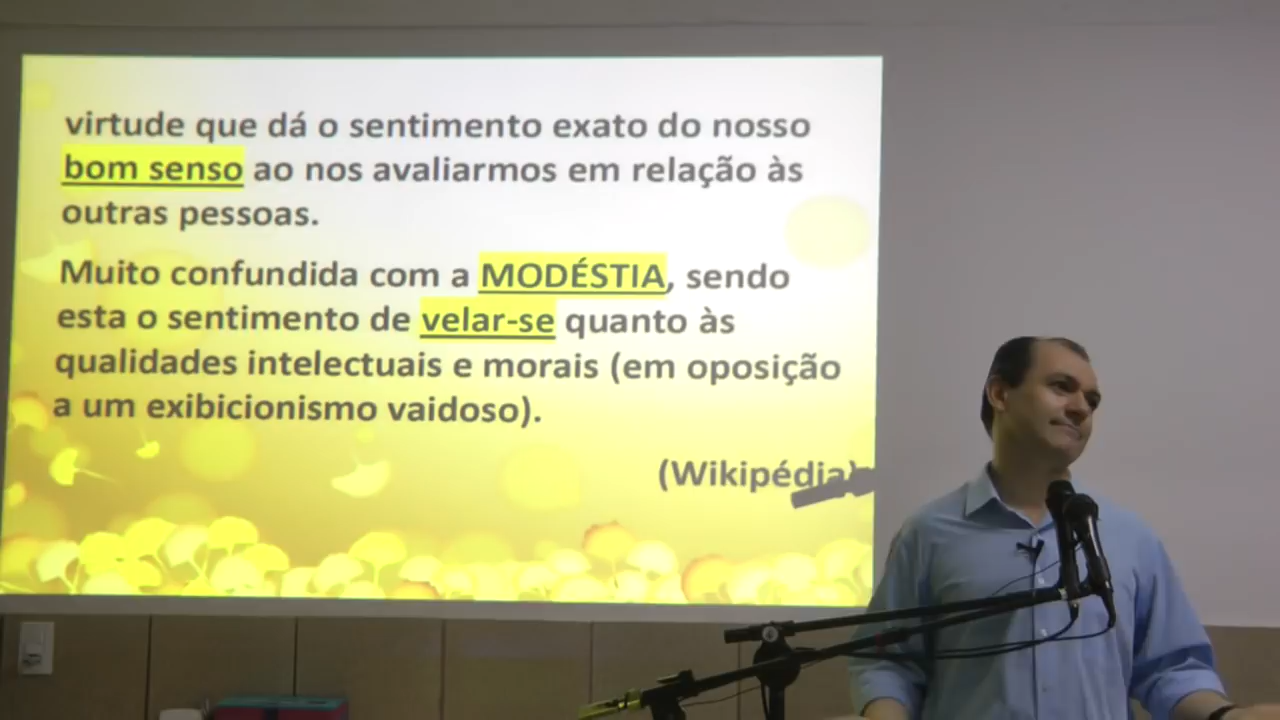 virtude que dá o sentimento exato do nosso
bom senso ao nos avaliarmos em relação às
outras pessoas.
Muito confundida com a MODÉSTIA, sendo
esta o sentimento de velar-se quanto às
qualidades intelectuais e morais (em oposição
a um exibicionismo vaidoso).
(Wikipédia)